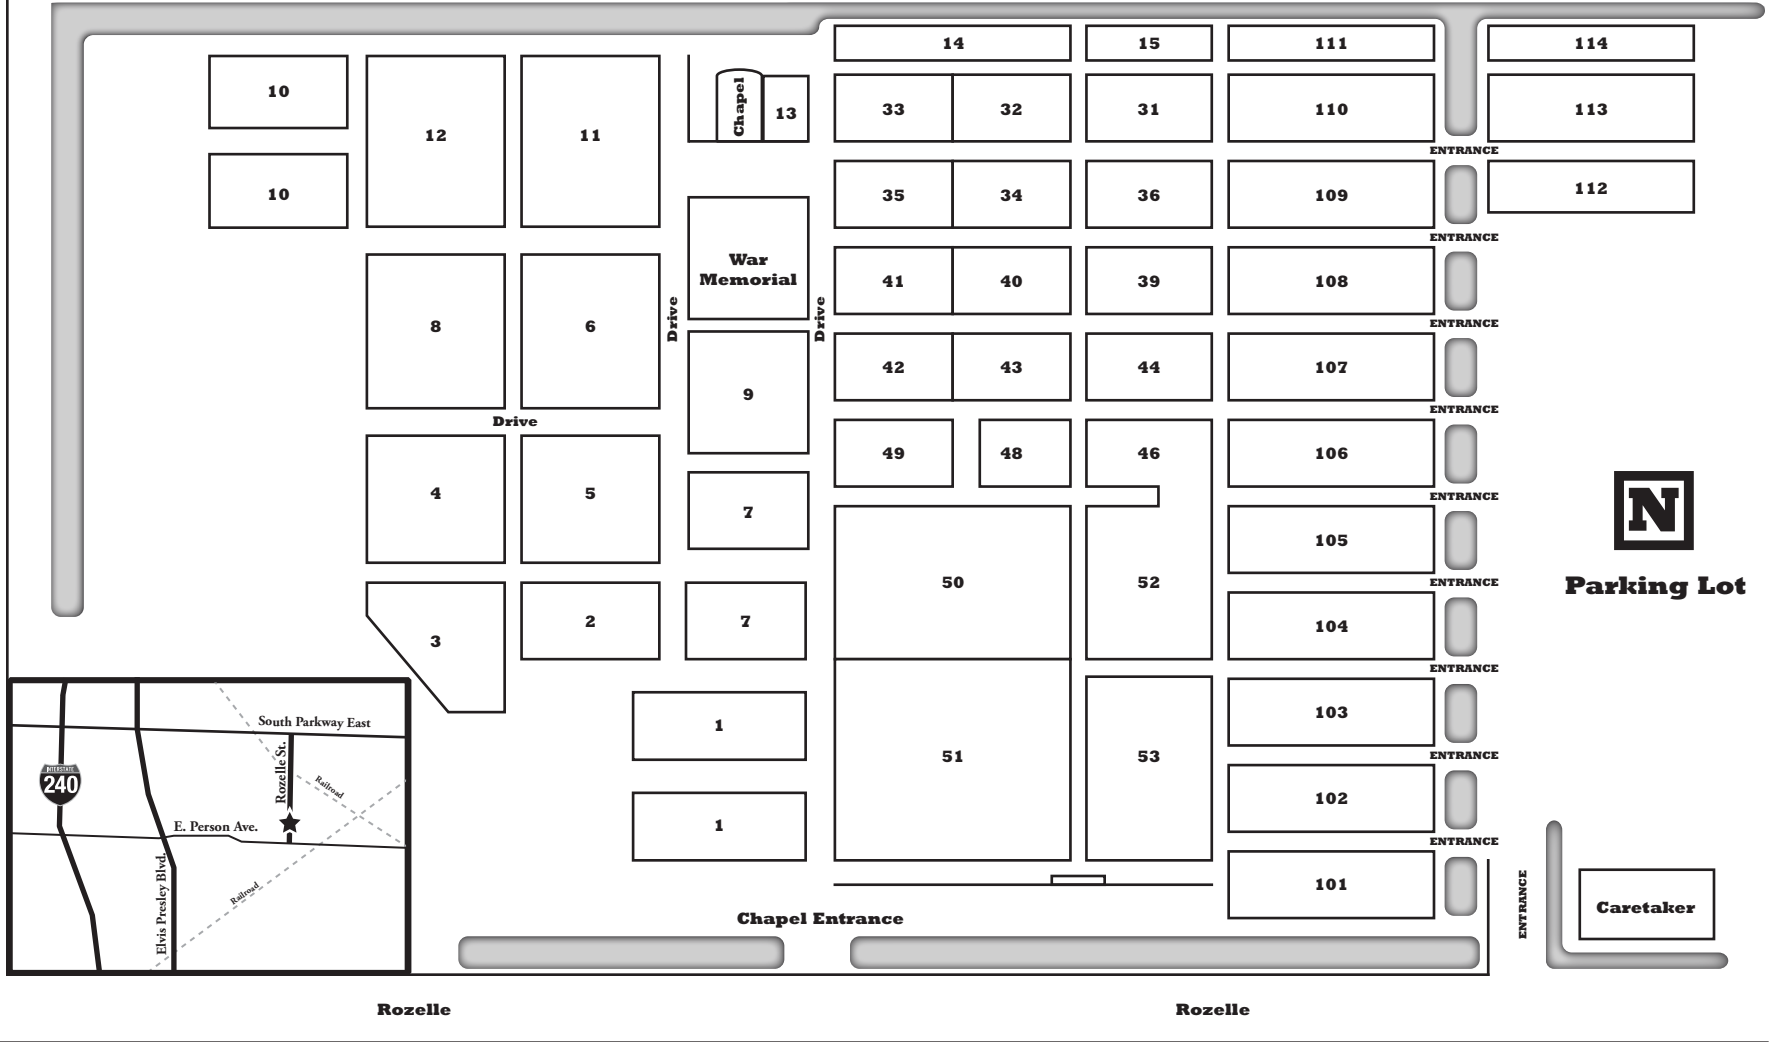 14
15
111
114
10
12
11
Chapel
13
33
32
31
110
113
ENTRANCE
10
35
34
36
109
112
ENTRANCE
War
Memorial
41
40
39
108
8
6
Drive
Drive
ENTRANCE
42
43
44
107
9
ENTRANCE
Drive
49
48
46
106
4
5
7
ENTRANCE
N
105
50
52
ENTRANCE
Parking Lot
3
2
7
104
ENTRANCE
1
103
51
53
ENTRANCE
102
1
ENTRANCE
101
ENTRANCE
Caretaker
Chapel Entrance
South Parkway East
Rozelle St.
INTERSTATE
240
Railroad
E. Person Ave.
Elvis Presley Blvd.
Railroad
Rozelle
Rozelle